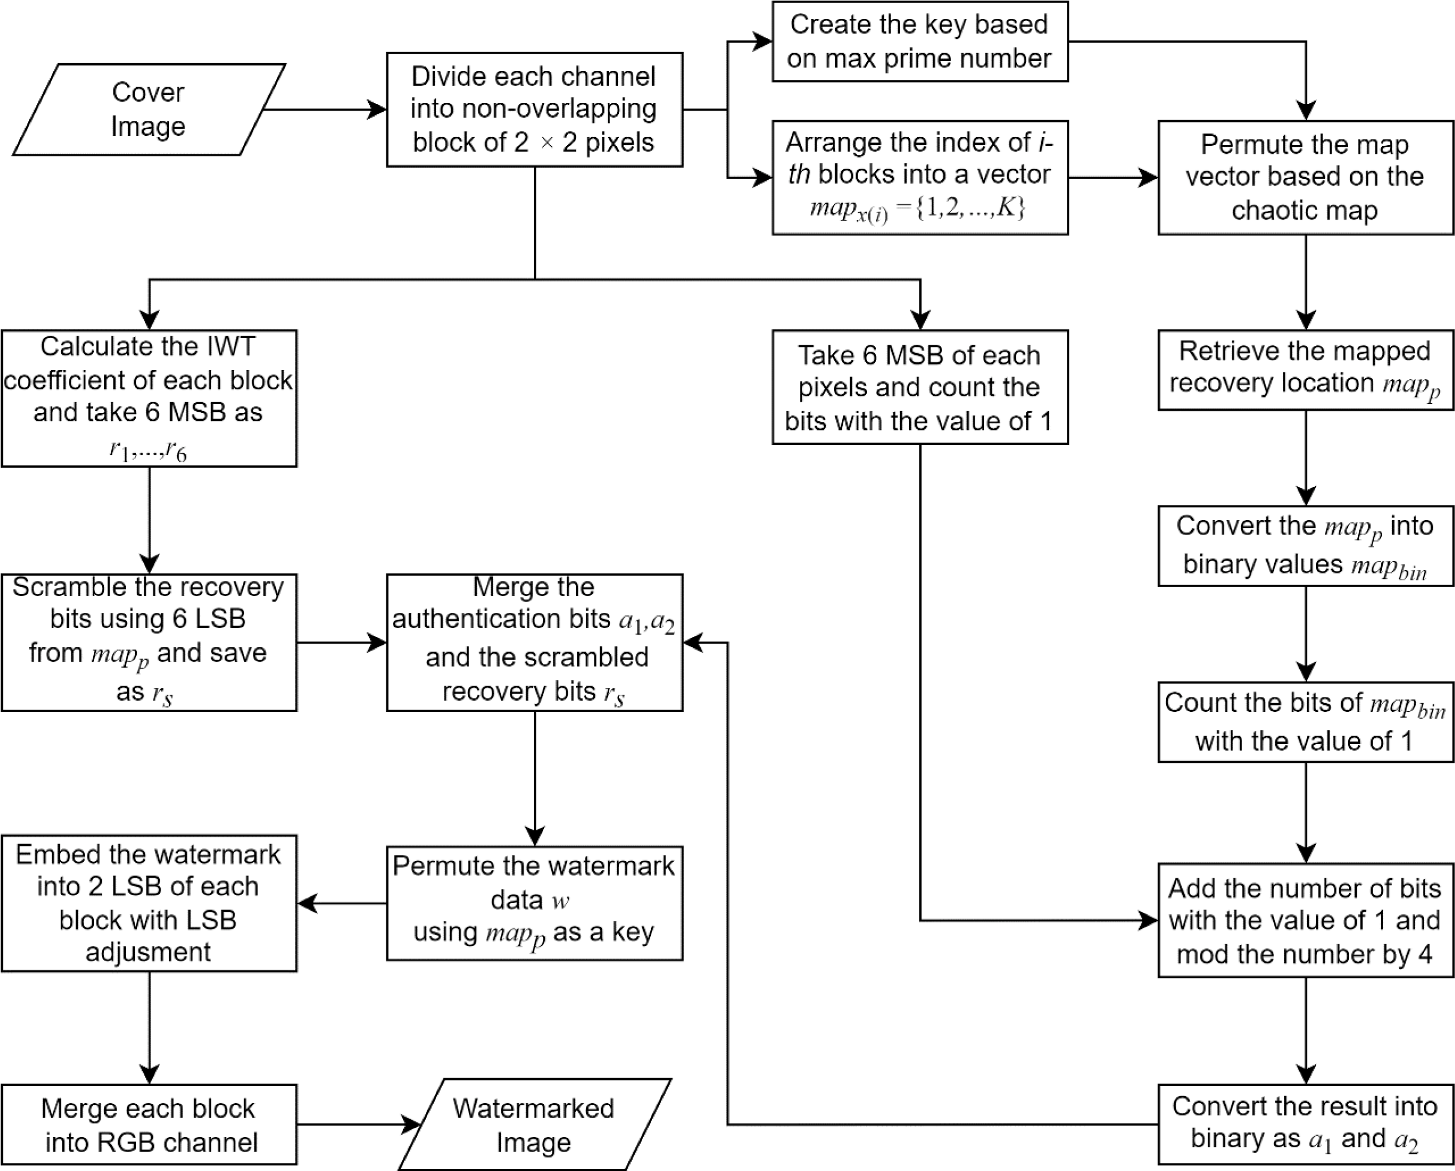 Cover
Image
Divide each channel
into non-overlapping
block of 2 × 2 pixels
Create the key based
on max prime number
Arrange the index of i-
th blocks into a vector
map_x(i) ={1,2,...,K}
Permute the map
vector based on the
chaotic map
Calculate the IWT
coefficient of each block
and take 6 MSB as
r_1,...,r_6
Take 6 MSB of each
pixels and count the
bits with the value of 1
Retrieve the mapped
recovery location map_p
Convert the map_p into
binary values map_bin
Scramble the recovery
bits using 6 LSB
from map_p and save
as r_s
Merge the
authentication bits a_1,a_2
and the scrambled
recovery bits r_s
Count the bits of map_bin
with the value of 1
Embed the watermark
into 2 LSB of each
block with LSB
adjusment
Permute the watermark
data w
using map_p as a key
Add the number of bits
with the value of 1 and
mod the number by 4
Merge each block
into RGB channel
Watermarked
Image
Convert the result into
binary as a_1 and a_2